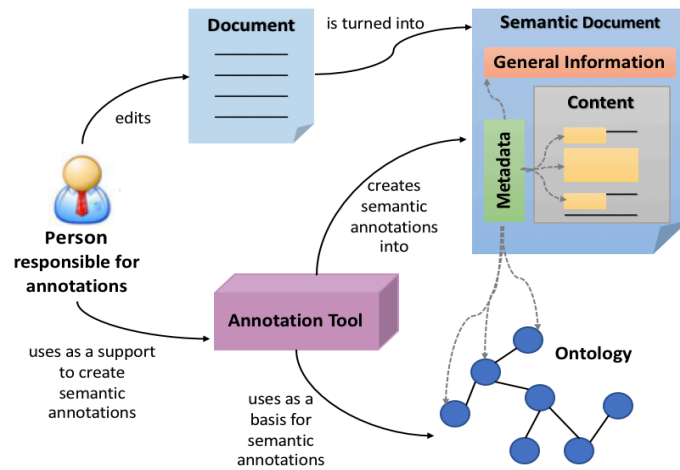 Document
is turned into
Semantic Document
General Information
Content
Metadata
edits
creates
semantic
annotations
into
Person
responsible for
annotations
Annotation Tool
uses as a support
to create
semantic
annotations
uses as a
basis for
semantic
annotations
Ontology